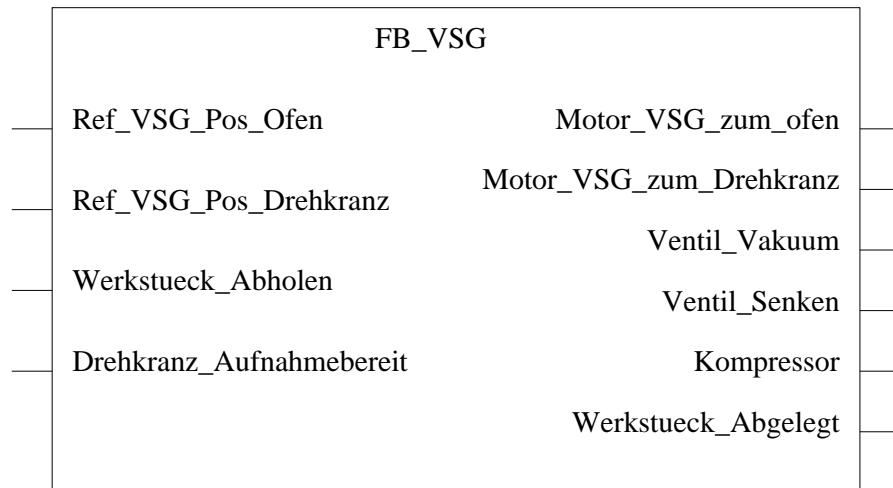 FB_VSG
Ref_VSG_Pos_Ofen
Ref_VSG_Pos_Drehkranz
Werkstueck_Abholen
Drehkranz_Aufnahmebereit
Motor_VSG_zum_ofen
Motor_VSG_zum_Drehkranz
Ventil_Vakuum
Ventil_Senken
Kompressor
Werkstueck_Abgelegt